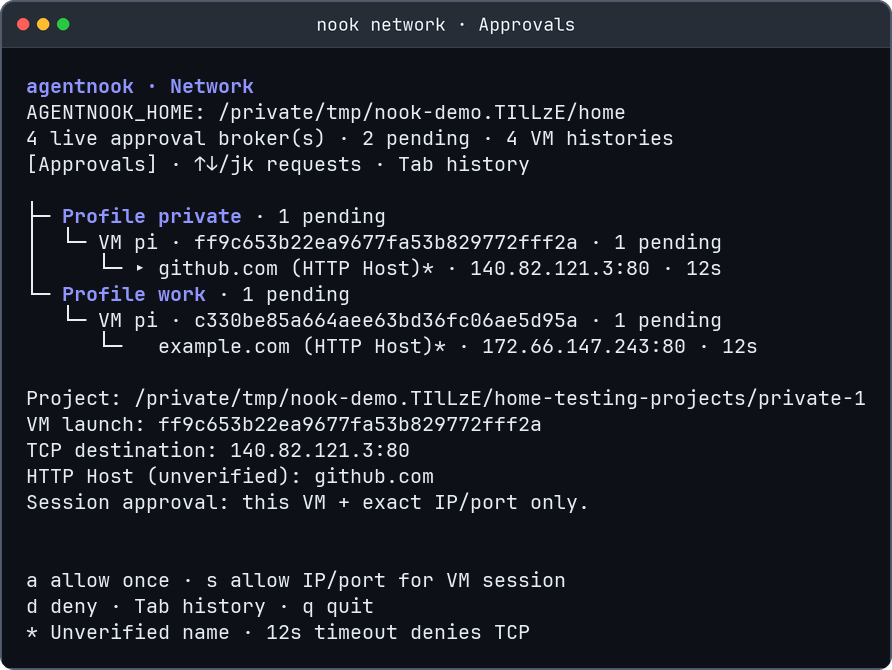 nook network · Approvals
agentnook · Network
AGENTNOOK_HOME: /private/tmp/nook-demo.TIlLzE/home
4 live approval broker(s) · 2 pending · 4 VM histories
[Approvals] · ↑↓/jk requests · Tab history
├─ Profile private · 1 pending
│  └─ VM pi · ff9c653b22ea9677fa53b829772fff2a · 1 pending
│     └─ ▸ github.com (HTTP Host)* · 140.82.121.3:80 · 12s
└─ Profile work · 1 pending
   └─ VM pi · c330be85a664aee63bd36fc06ae5d95a · 1 pending
      └─   example.com (HTTP Host)* · 172.66.147.243:80 · 12s
Project: /private/tmp/nook-demo.TIlLzE/home-testing-projects/private-1
VM launch: ff9c653b22ea9677fa53b829772fff2a
TCP destination: 140.82.121.3:80
HTTP Host (unverified): github.com
Session approval: this VM + exact IP/port only.
a allow once · s allow IP/port for VM session
d deny · Tab history · q quit
* Unverified name · 12s timeout denies TCP